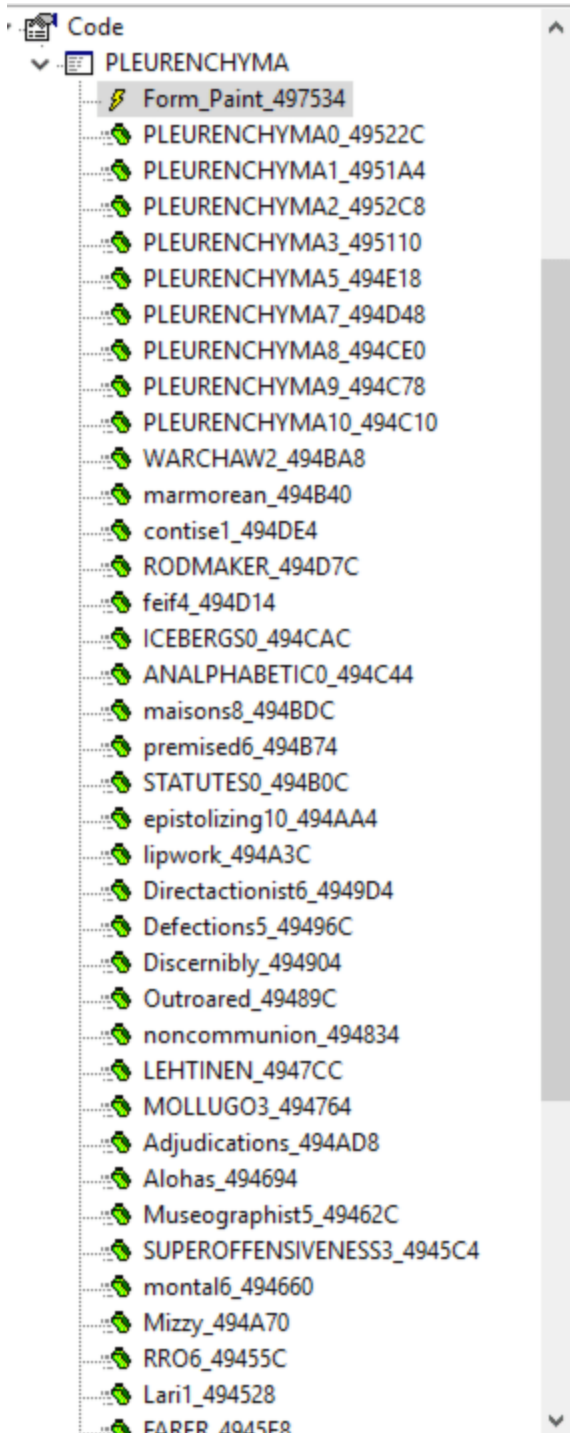 Code
PLEURENCHYMA
Form_Paint_497534
PLEURENCHYMA0_49522C
PLEURENCHYMA1_4951A4
PLEURENCHYMA2_4952C8
PLEURENCHYMA3_495110
PLEURENCHYMA5_494E18
PLEURENCHYMA7_494D48
PLEURENCHYMA8_494CE0
PLEURENCHYMA9_494C78
PLEURENCHYMA10_494C10
WARCHAW2_494BA8
marmorean_494B40
contise1_494DE4
RODMAKER_494D7C
feif4_494D14
ICEBERGS0_494CAC
ANALPHABETIC0_494C44
maisons8_494BDC
premised6_494B74
STATUTES0_494B0C
epistolizing10_494AA4
lipwork_494A3C
Directactionist6_4949D4
Defections5_49496C
Discernibly_494904
Outroared_49489C
noncommunion_494834
LEHTINEN_4947CC
MOLLUGO3_494764
Adjudications_494AD8
Alohas_494694
Museographist5_49462C
SUPEROFFENSIVENESS3_4945C4
montal6_494660
Mizzy_494A70
RRO6_49455C
Lari1_494528
FARER_4945F8